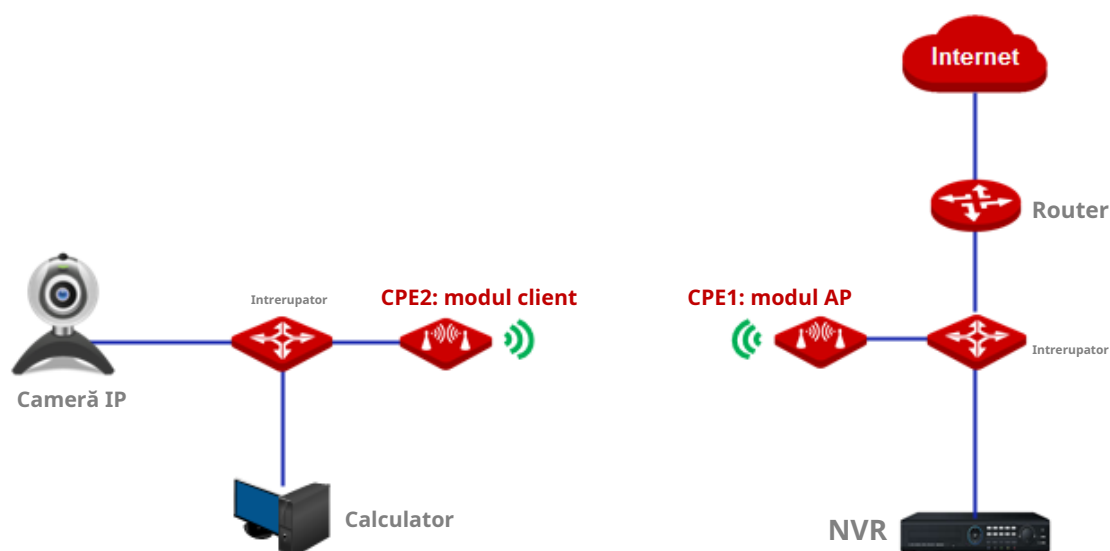 Internet
Router
Intrerupator
CPE2: modul client
CPE1: modul AP
Intrerupator
Cameră IP
Calculator
NVR